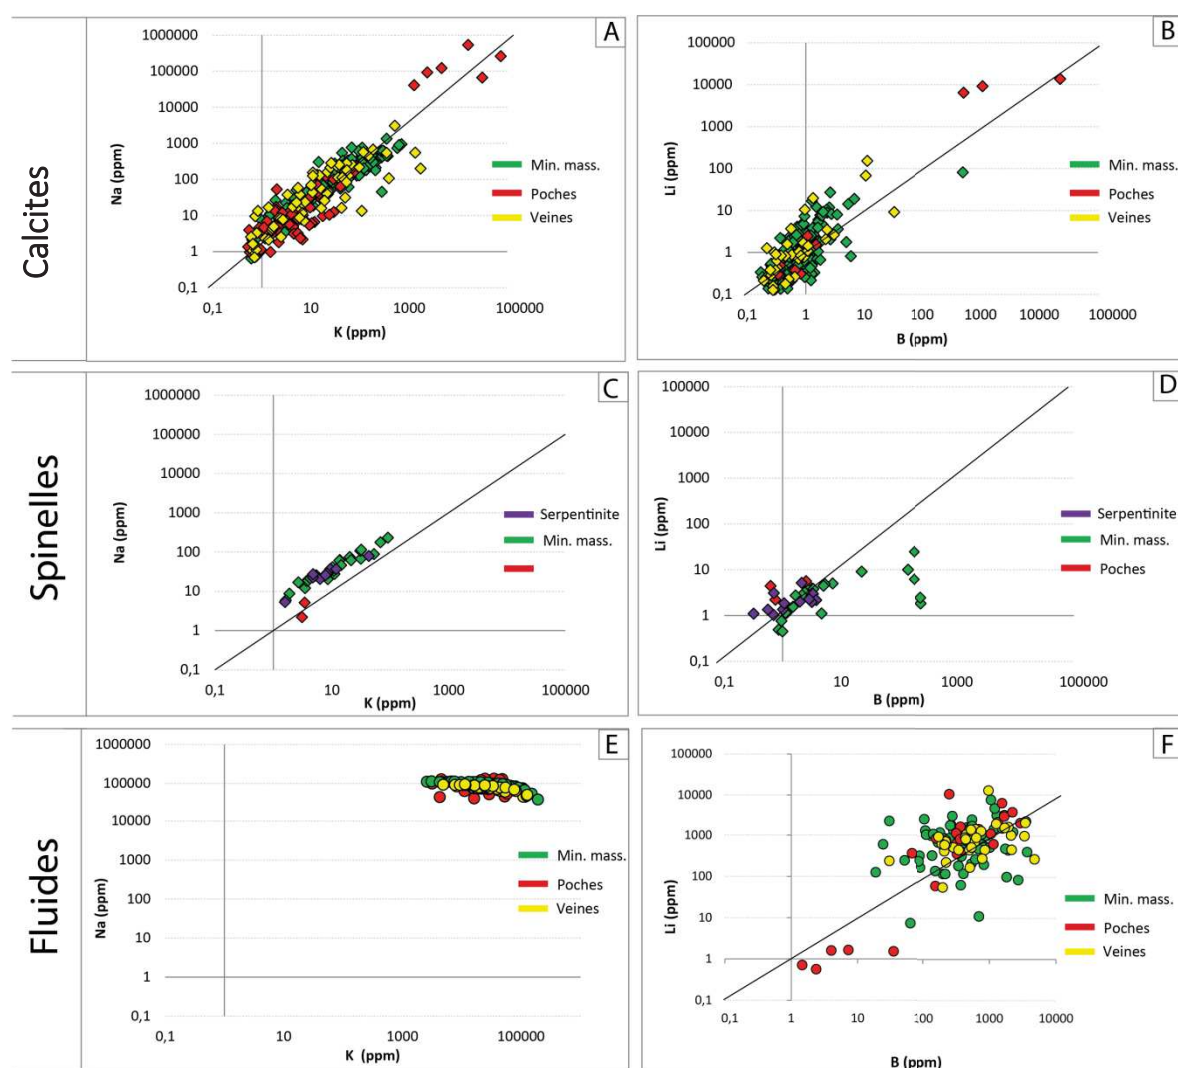 Calcites
A
1000000
100000
10000
1000
100
10
1
0,1
Na (ppm)
0,1
10
1000
100000
K (ppm)
Min. mass.
Poches
Veines
B
100000
10000
1000
100
10
1
0,1
Li (ppm)
0,1
1
10
100
1000
10000
100000
B (ppm)
Min. mass.
Poches
Veines
Spinelles
C
1000000
100000
10000
1000
100
10
1
0,1
Na (ppm)
0,1
10
1000
100000
K (ppm)
Serpentinite
Min. mass.
D
100000
10000
1000
100
10
1
0,1
Li (ppm)
0,1
10
1000
100000
B (ppm)
Serpentinite
Min. mass.
Poches
Fluides
E
1000000
100000
10000
1000
100
10
1
0,1
Na (ppm)
0,1
10
1000
100000
K (ppm)
Min. mass.
Poches
Veines
F
100000
10000
1000
100
10
1
0,1
Li (ppm)
0,1
1
10
100
1000
10000
B (ppm)
Min. mass.
Poches
Veines